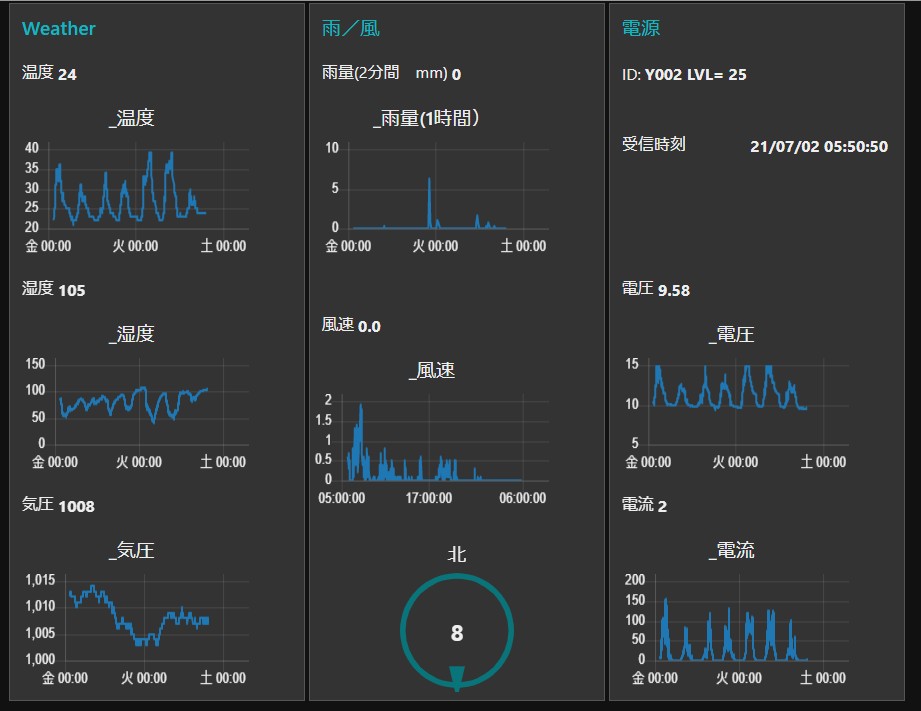 Weather
温度 24
_温度
40
35
30
25
20
金 00:00 火 00:00 土 00:00
湿度 105
_湿度
150
100
50
0
金 00:00 火 00:00 土 00:00
気圧 1008
_気圧
1,015
1,010
1,005
1,000
金 00:00 火 00:00 土 00:00
雨／風
雨量(2分間　mm) 0
_雨量(1時間）
10
5
0
金 00:00 火 00:00 土 00:00
風速 0.0
_風速
2
1.5
1
0.5
0
05:00:00 17:00:00 06:00:00
北
8
電源
ID: Y002 LVL= 25
受信時刻 21/07/02 05:50:50
電圧 9.58
_電圧
15
10
5
金 00:00 火 00:00 土 00:00
電流 2
_電流
200
150
100
50
0
金 00:00 火 00:00 土 00:00